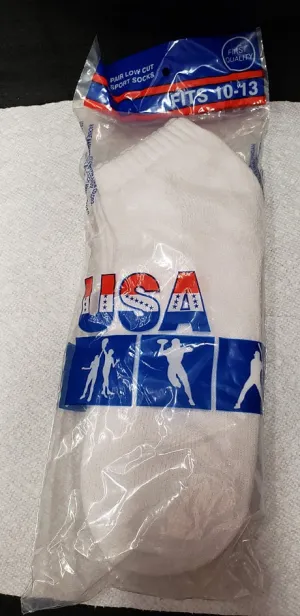 PAIR LOW CUT
SPORT SOCKS
FIRST
QUALITY
FITS 10-13
USA